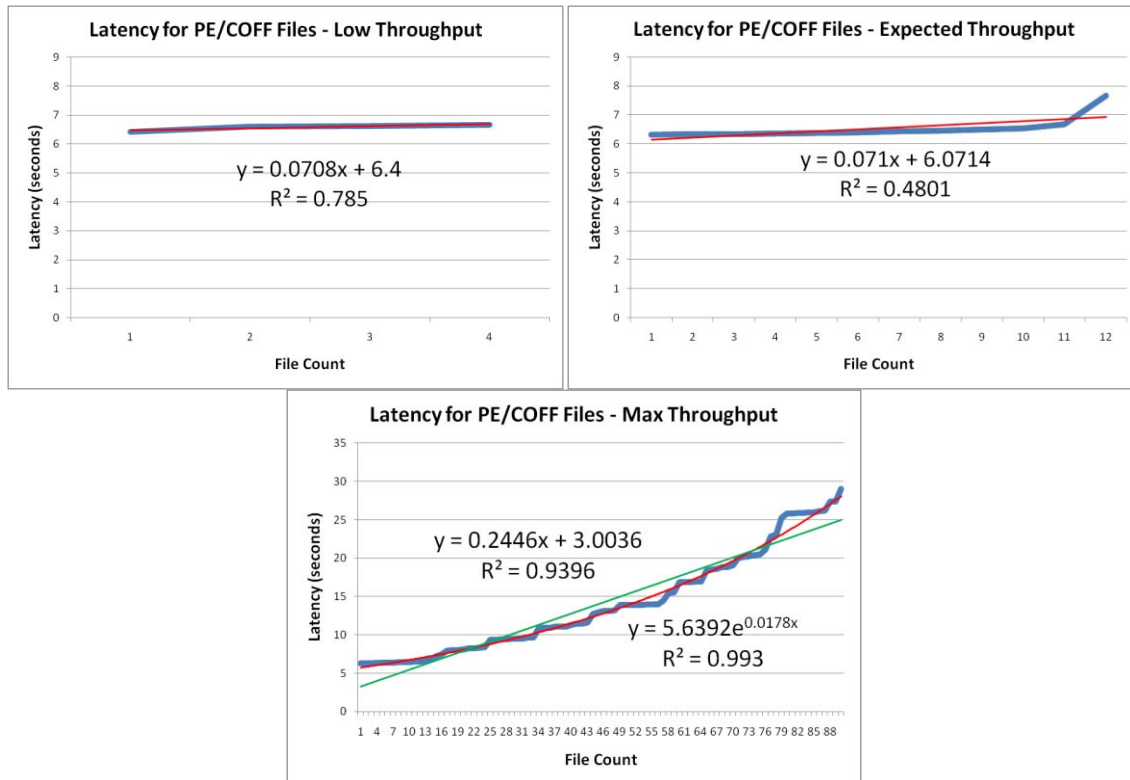 Latency for PE/COFF Files - Low Throughput
Latency (seconds)
9
8
7
6
5
4
3
2
1
0
y = 0.0708x + 6.4
R² = 0.785
1 2 3 4
File Count
Latency for PE/COFF Files - Expected Throughput
Latency (seconds)
9
8
7
6
5
4
3
2
1
0
y = 0.071x + 6.0714
R² = 0.4801
1 2 3 4 5 6 7 8 9 10 11 12
File Count
Latency for PE/COFF Files - Max Throughput
Latency (seconds)
35
30
25
20
15
10
5
0
y = 0.2446x + 3.0036
R² = 0.9396
y = 5.6392e^0.0178x
R² = 0.993
1 4 7 10 13 16 19 22 25 28 31 34 37 40 43 46 49 52 55 58 61 64 67 70 73 76 79 82 85 88
File Count